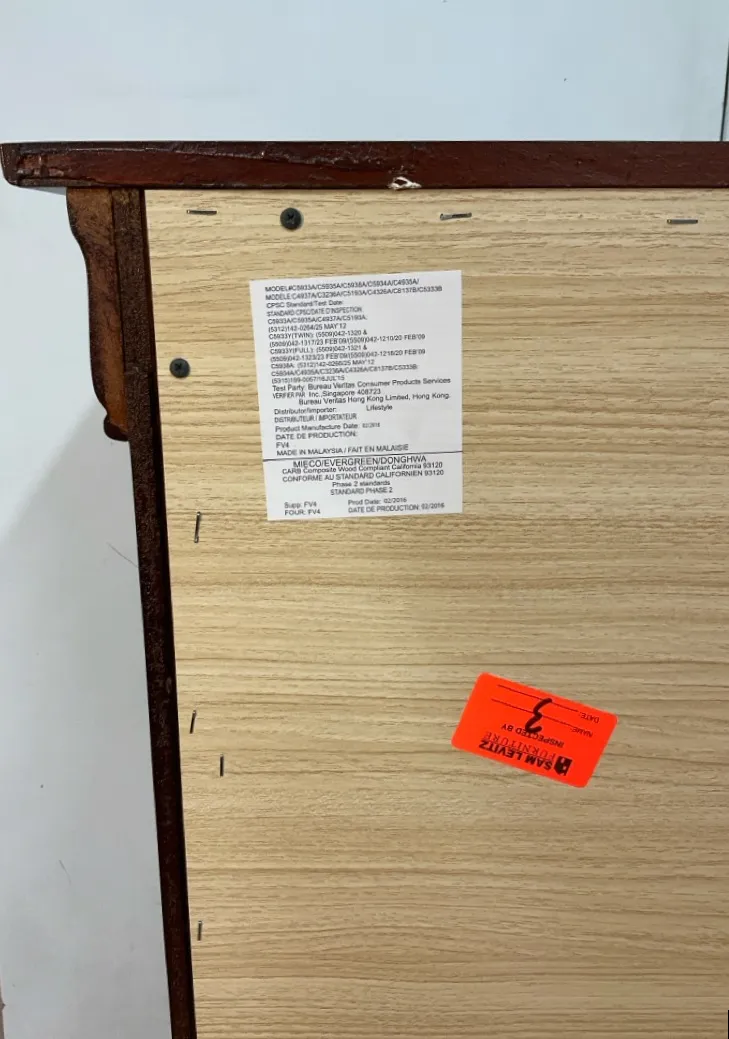 MODEL#C5933A/C5935A/C5938A/C5934A/C4935A/
MODÈLE:C4937A/C3236A/C5193A/C4326A/C8137B/C5333B
CPSC Standard/Test Date:
STANDARD CPSC/DATE D'INSPECTION
C5933A/C5935A/C4937A/C5193A,
(5312)142-0264/25 MAY'12
C5933Y(TWIN): (5509)042-1320 &
(5509)042-1317/23 FEB'09/(5509)042-1210/20 FEB'09
C5933Y(FULL): (5509)042-1321 &
(5509)042-1323/23 FEB'09/(5509)042-1218/20 FEB'09
C5938A: (5312)142-0265/25 MAY'12
C5934A/C4935A/C3236A/C4326A/C8137B/C5333B:
(5315)199-0057/16JUL'15
Test Party: Bureau Veritas Consumer Products Services
VÉRIFIER PAR Inc.,Singapore 408723
Bureau Veritas Hong Kong Limited, Hong Kong.
Distributor/Importer: Lifestyle
DISTRIBUTEUR / IMPORTATEUR
Product Manufacture Date: 02/2016
DATE DE PRODUCTION:
FV4
MADE IN MALAYSIA / FAIT EN MALAISIE
MIECO/EVERGREEN/DONGHWA
CARB Composite Wood Compliant California 93120
CONFORME AU STANDARD CALIFORNIEN 93120
Phase 2 standards
STANDARD PHASE 2
Supp: FV4 Prod Date: 02/2016
FOUR: FV4 DATE DE PRODUCTION: 02/2016
SAM LEVITZ
FURNITURE
INSPECTED BY
NAME: 3
DATE: